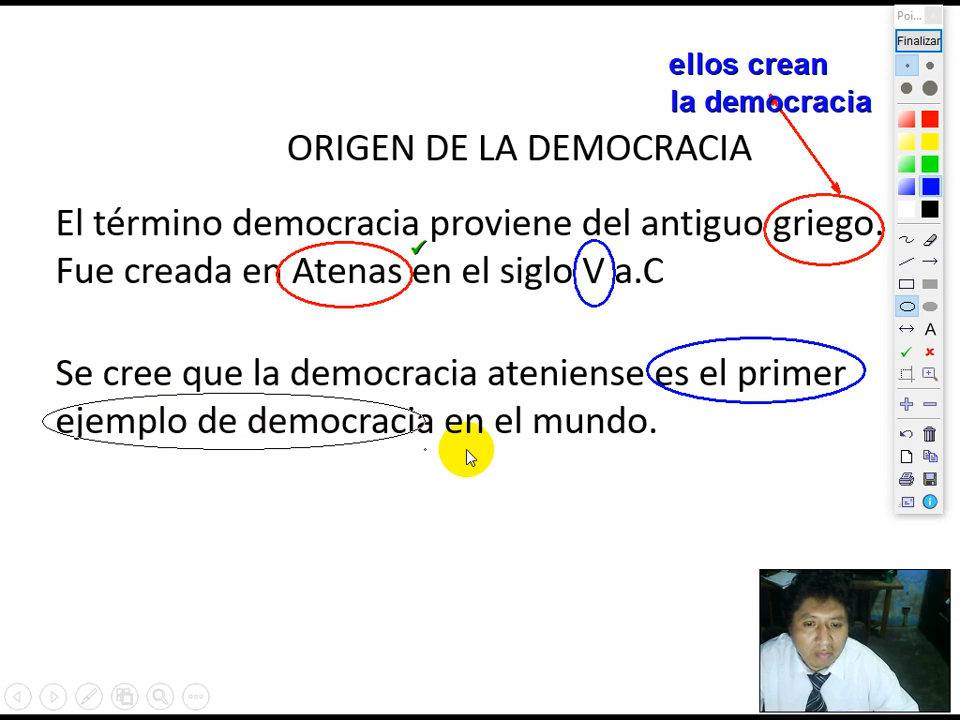 Poi...
Finalizar
ellos crean
la democracia
ORIGEN DE LA DEMOCRACIA
El término democracia proviene del antiguo griego.
Fue creada en Atenas en el siglo V a.C
Se cree que la democracia ateniense es el primer
ejemplo de democracia en el mundo.
A